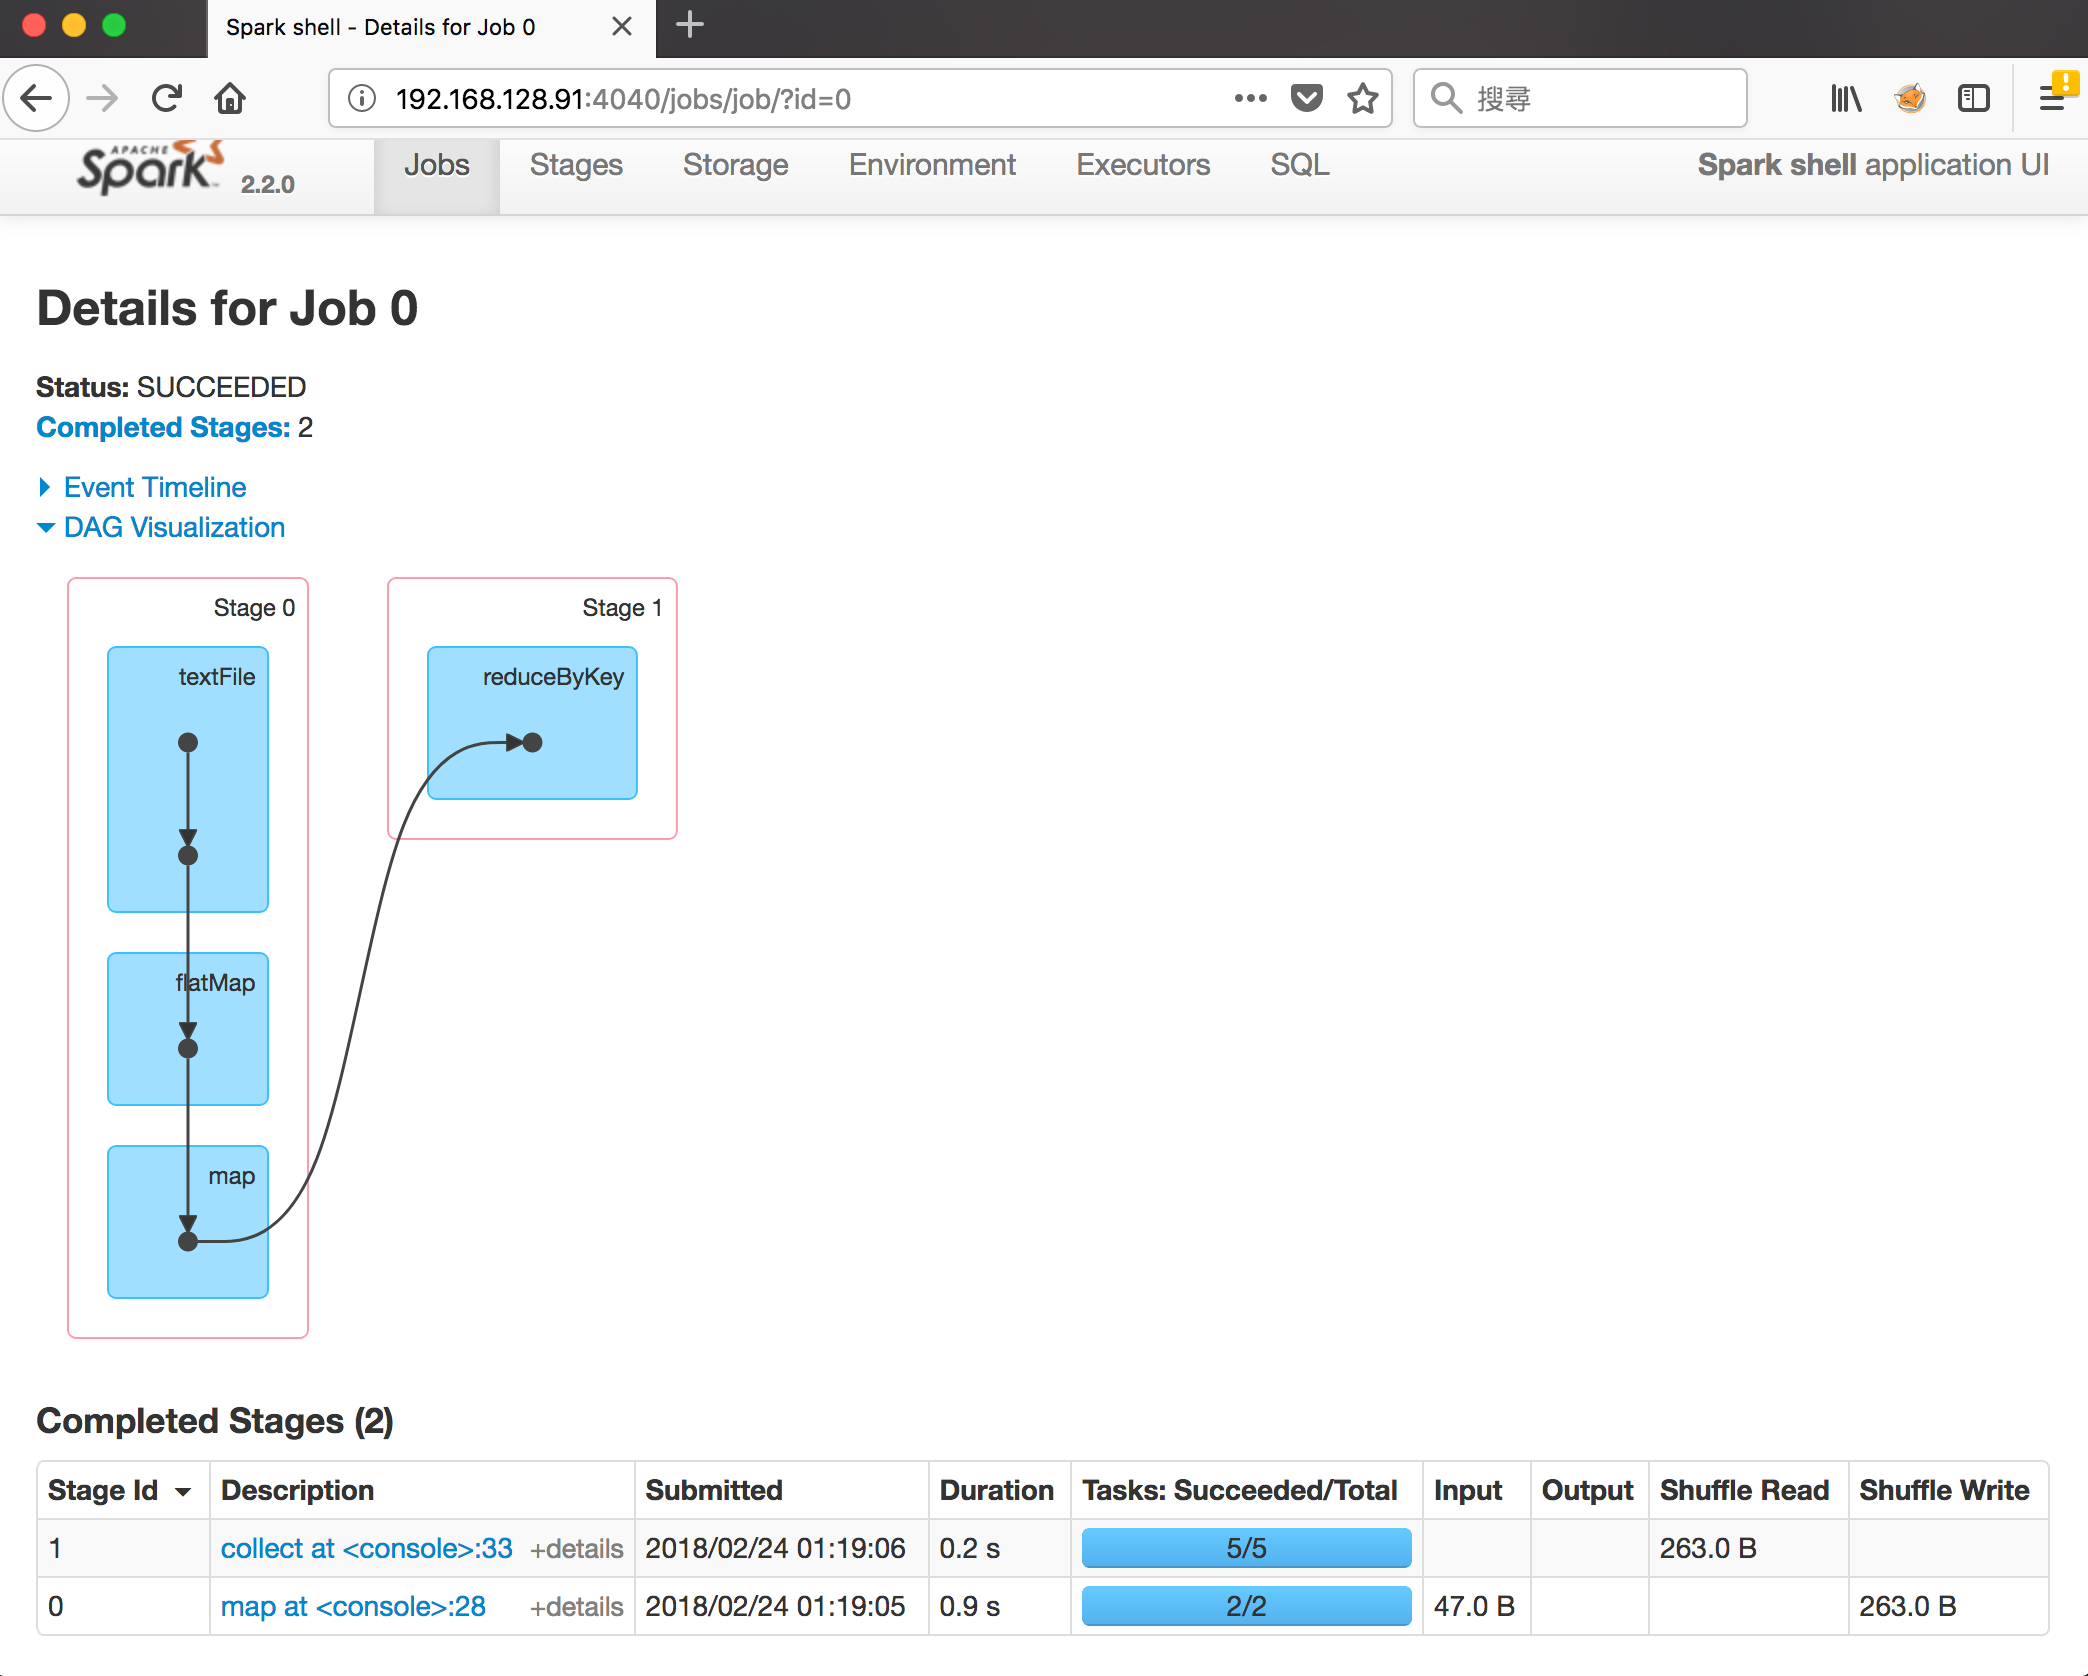 Spark shell - Details for Job 0
192.168.128.91:4040/jobs/job/?id=0
搜尋
APACHE Spark™ 2.2.0 Jobs Stages Storage Environment Executors SQL Spark shell application UI
Details for Job 0
Status: SUCCEEDED
Completed Stages: 2
Event Timeline
DAG Visualization
Stage 0
textFile
flatMap
map
Stage 1
reduceByKey
Completed Stages (2)
Stage Id Description Submitted Duration Tasks: Succeeded/Total Input Output Shuffle Read Shuffle Write
1 collect at <console>:33 +details 2018/02/24 01:19:06 0.2 s 5/5 263.0 B
0 map at <console>:28 +details 2018/02/24 01:19:05 0.9 s 2/2 47.0 B 263.0 B